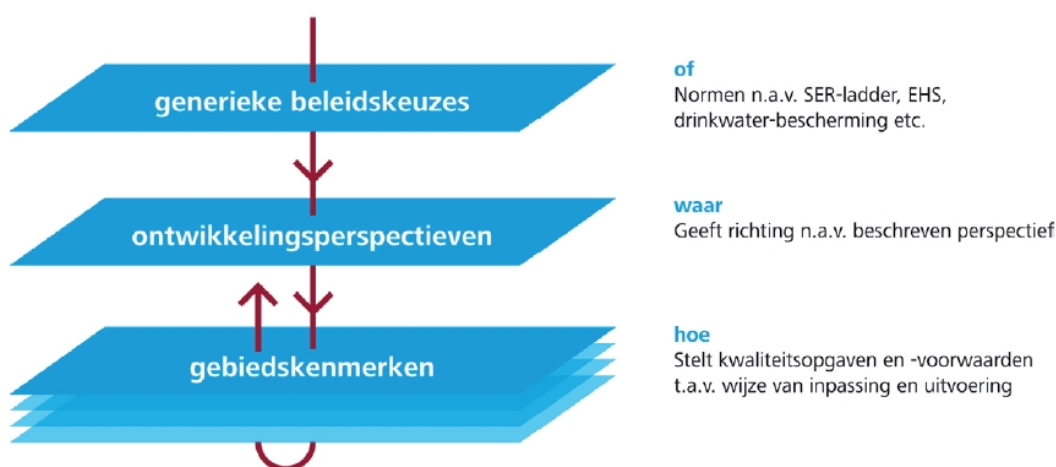 generieke beleidskeuzes
of
Normen n.a.v. SER-ladder, EHS,
drinkwater-bescherming etc.
ontwikkelingsperspectieven
waar
Geeft richting n.a.v. beschreven perspectief
gebiedskenmerken
hoe
Stelt kwaliteitsopgaven en -voorwaarden
t.a.v. wijze van inpassing en uitvoering